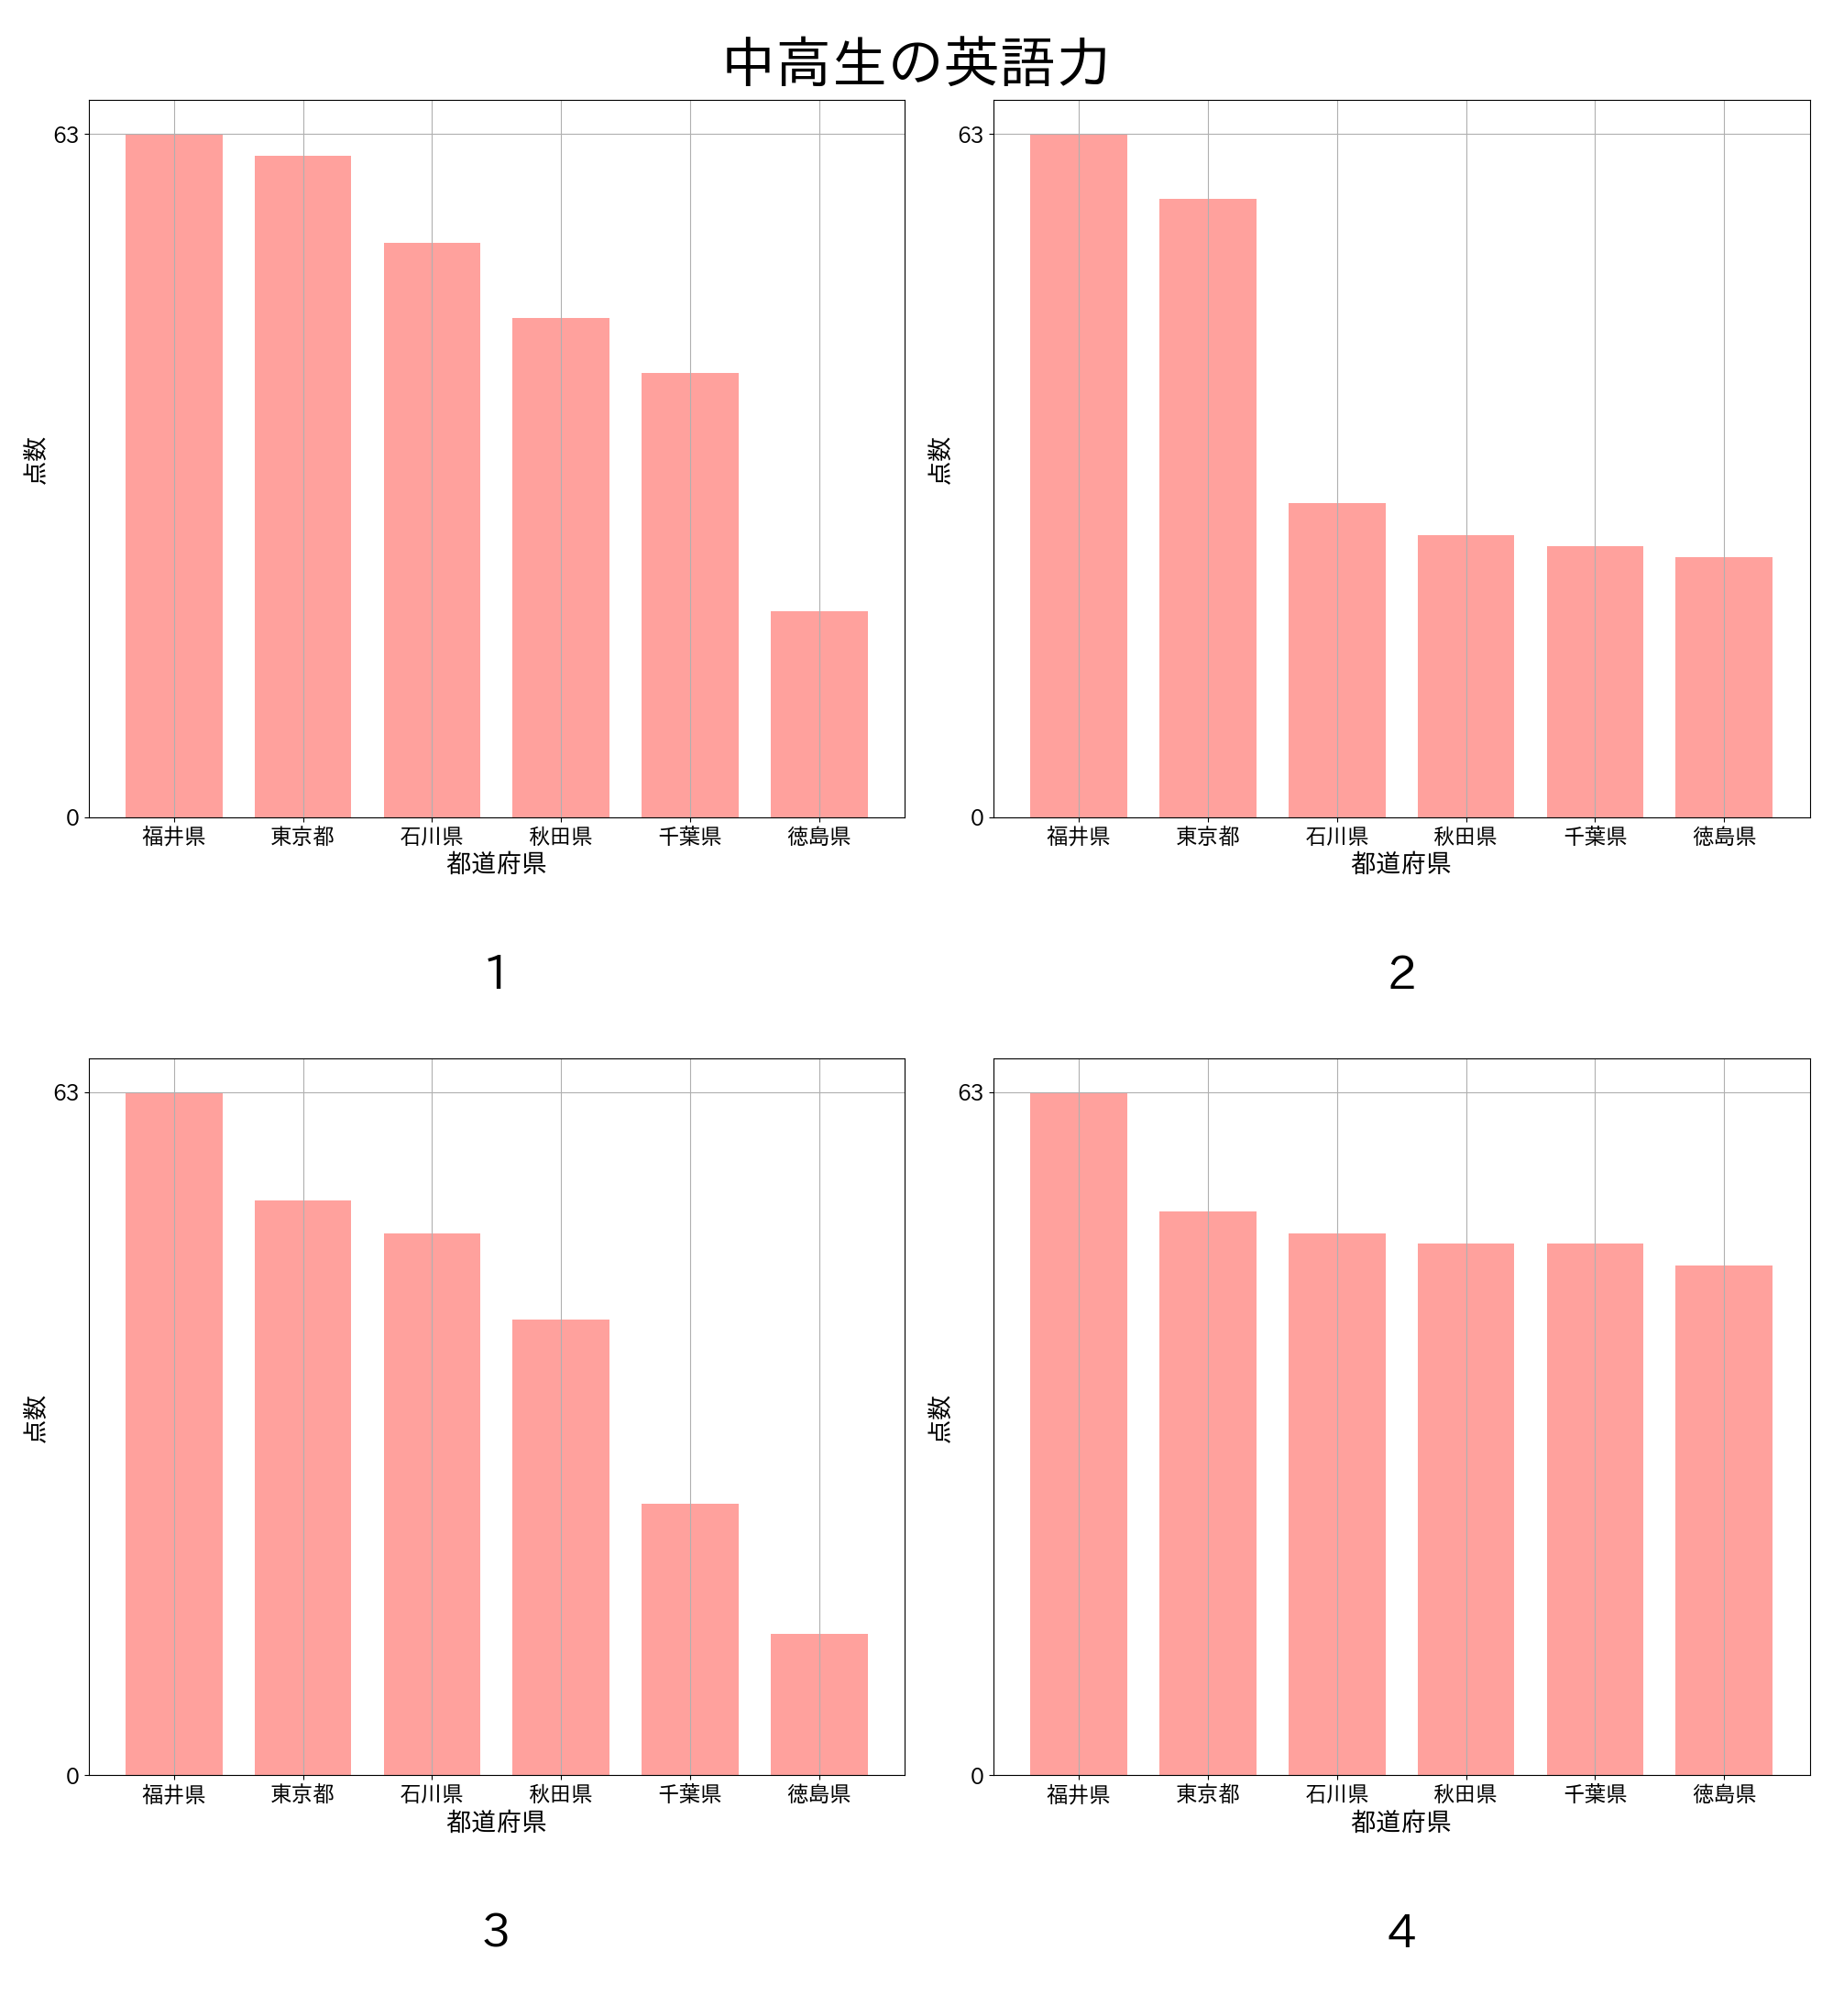 中高生の英語力
63
0
点数
福井県 東京都 石川県 秋田県 千葉県 徳島県
都道府県
1
63
0
点数
福井県 東京都 石川県 秋田県 千葉県 徳島県
都道府県
2
63
0
点数
福井県 東京都 石川県 秋田県 千葉県 徳島県
都道府県
3
63
0
点数
福井県 東京都 石川県 秋田県 千葉県 徳島県
都道府県
4